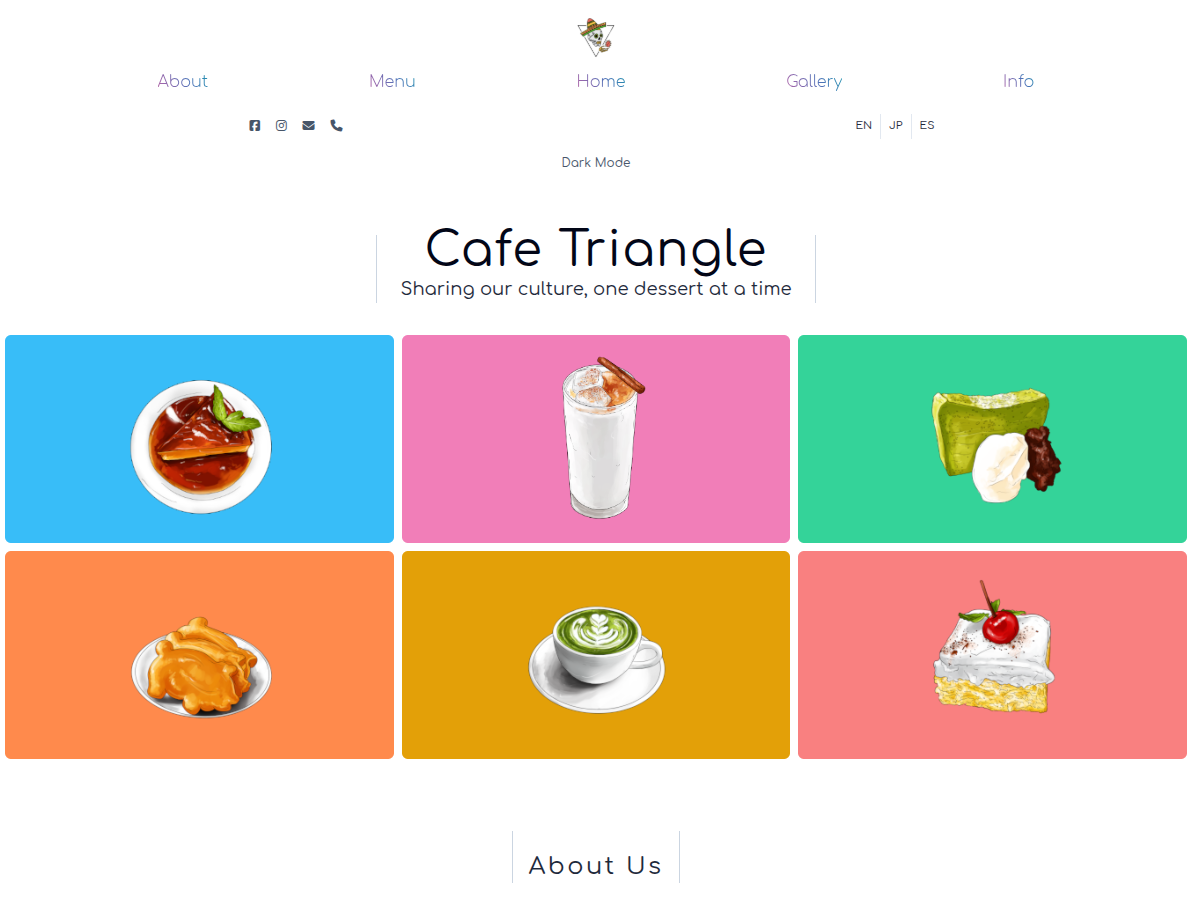 About Menu Home Gallery Info
EN JP ES
Dark Mode
Cafe Triangle
Sharing our culture, one dessert at a time
About Us